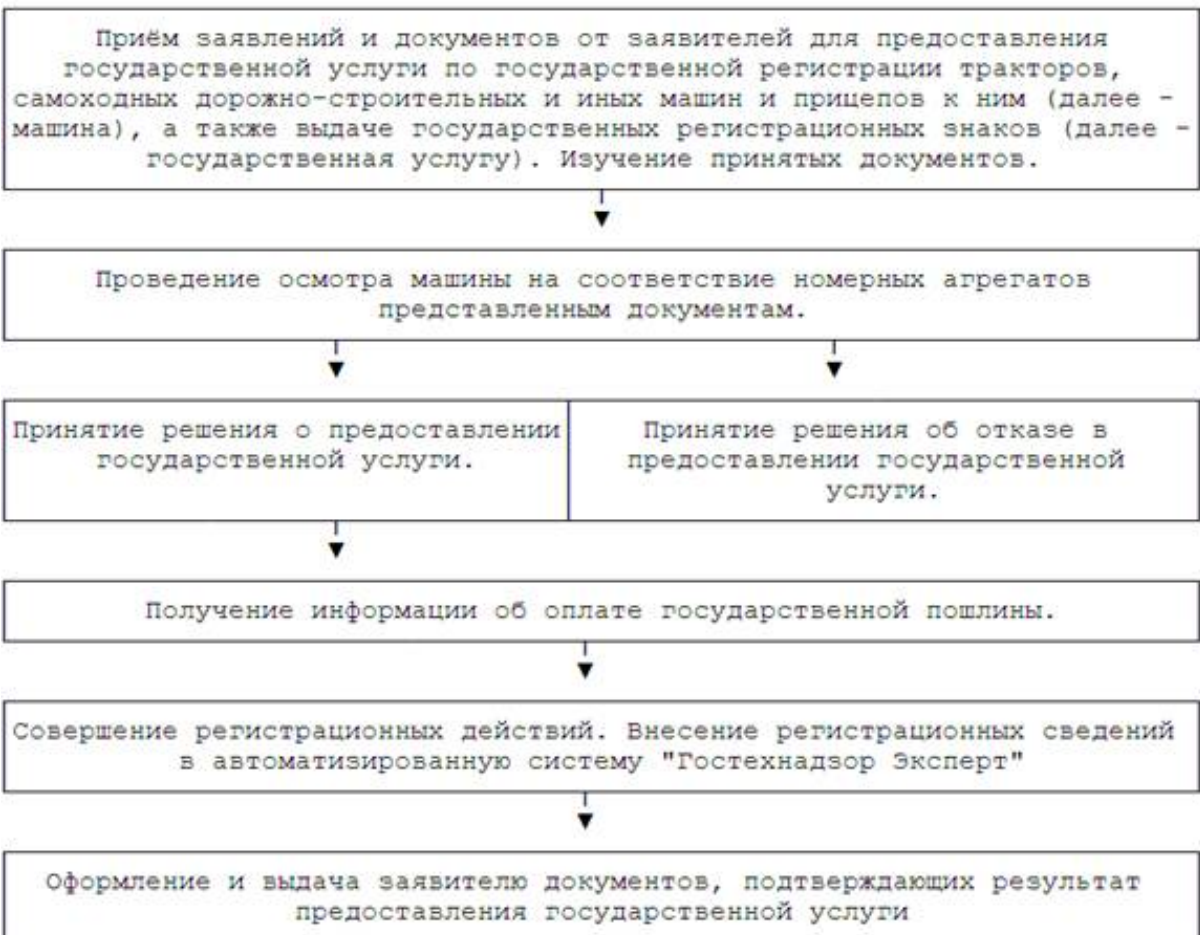 Приём заявлений и документов от заявителей для предоставления
государственной услуги по государственной регистрации тракторов,
самоходных дорожно-строительных и иных машин и прицепов к ним (далее -
машина), а также выдаче государственных регистрационных знаков (далее -
государственная услугу). Изучение принятых документов.
Проведение осмотра машины на соответствие номерных агрегатов
представленным документам.
Принятие решения о предоставлении
государственной услуги.
Принятие решения об отказе в
предоставлении государственной
услуги.
Получение информации об оплате государственной пошлины.
Совершение регистрационных действий. Внесение регистрационных сведений
в автоматизированную систему "Гостехнадзор Эксперт"
Оформление и выдача заявителю документов, подтверждающих результат
предоставления государственной услуги